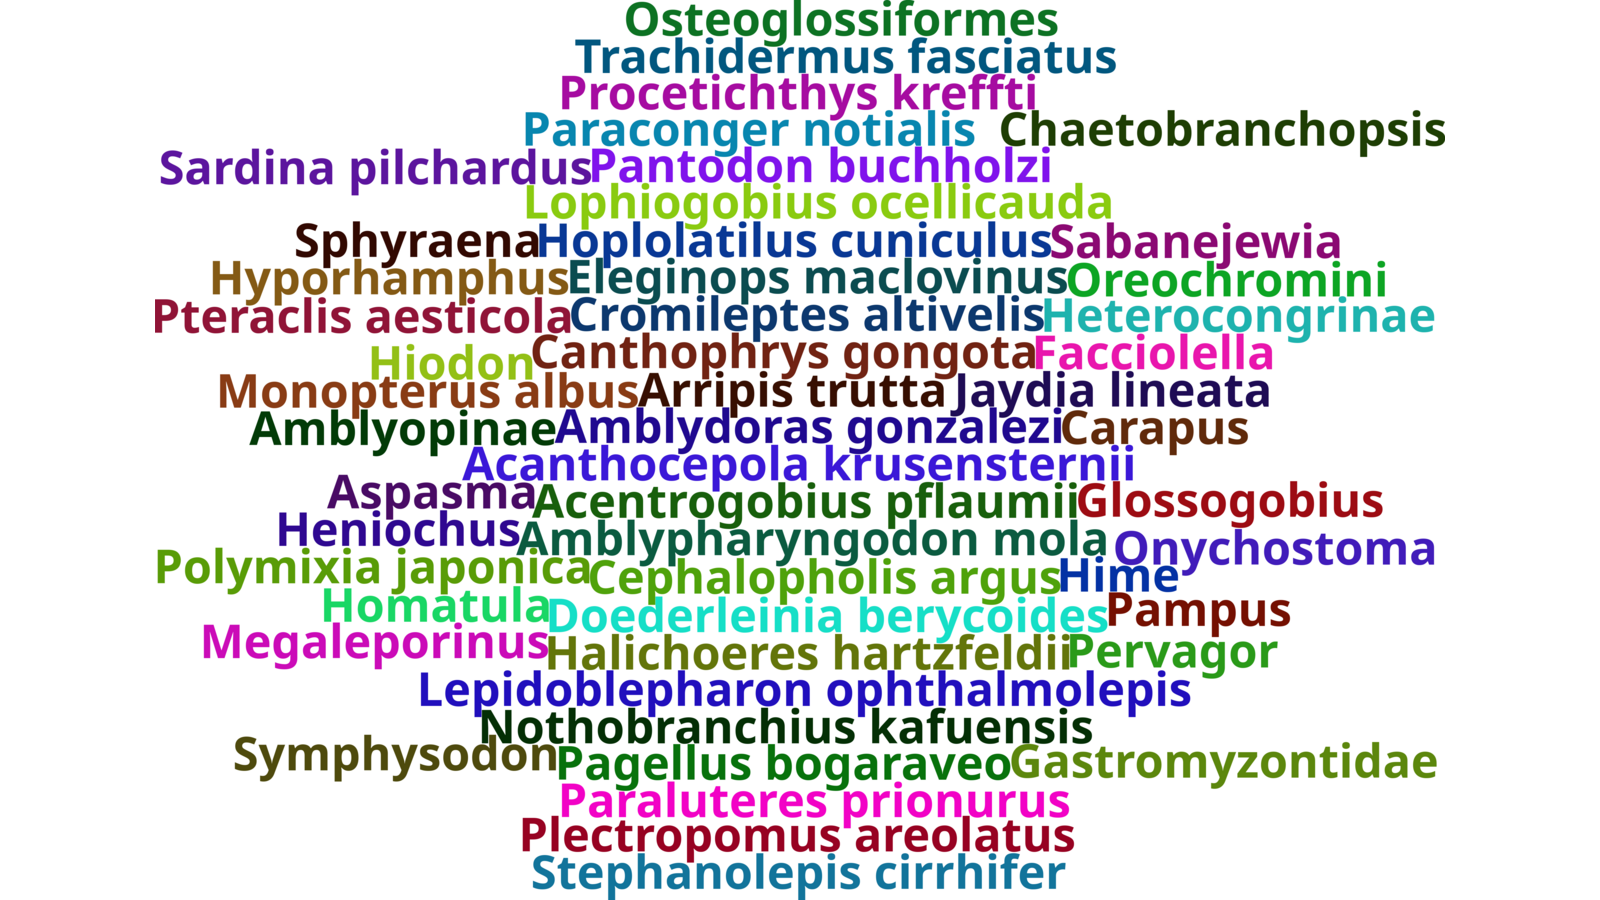 Osteoglossiformes
Trachidermus fasciatus
Procetichthys kreffti
Paraconger notialis Chaetobranchopsis
Sardina pilchardus Pantodon buchholzi
Lophiogobius ocellicauda
Sphyraena Hoplolatilus cuniculus Sabanejewia
Hyporhamphus Eleginops maclovinus Oreochromini
Pteraclis aesticola Cromileptes altivelis Heterocongrinae
Hiodon Canthophrys gongota Facciolella
Monopterus albus Arripis trutta Jaydia lineata
Amblyopinae Amblydoras gonzalezi Carapus
Acanthocepola krusensternii
Aspasma Acentrogobius pflaumii Glossogobius
Heniochus Amblypharyngodon mola Onychostoma
Polymixia japonica Cephalopholis argus Hime
Homatula Doederleinia berycoides Pampus
Megaleporinus Halichoeres hartzfeldii Pervagor
Lepidoblepharon ophthalmolepis
Nothobranchius kafuensis
Symphysodon Pagellus bogaraveo Gastromyzontidae
Paraluteres prionurus
Plectropomus areolatus
Stephanolepis cirrhifer